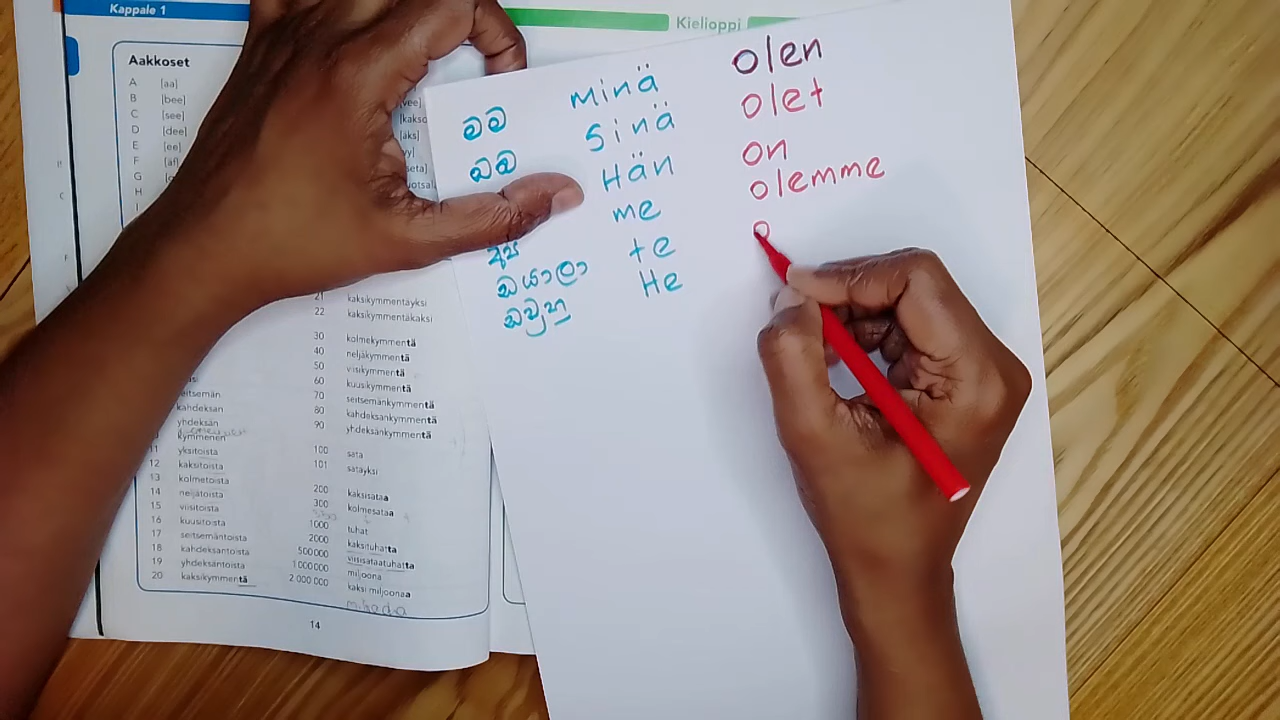 Kappale 1
Kielioppi
Aakkoset
A [aa]
B [bee]
C [see]
D [dee]
E [ee]
F [äf]
G
H
I
21 kaksikymmentäyksi
22 kaksikymmentäkaksi
30 kolmekymmentä
40 neljäkymmentä
50 viisikymmentä
60 kuusikymmentä
70 seitsemänkymmentä
80 kahdeksankymmentä
90 yhdeksänkymmentä
100 sata
101 satayksi
200 kaksisataa
300 kolmesataa
1000 tuhat
2000 kaksituhatta
500 000 viisisataatuhatta
1 000 000 miljoona
2 000 000 kaksi miljoonaa
seitsemän
kahdeksan
yhdeksän
kymmenen
11 yksitoista
12 kaksitoista
13 kolmetoista
14 neljätoista
15 viisitoista
16 kuusitoista
17 seitsemäntoista
18 kahdeksantoista
19 yhdeksäntoista
20 kaksikymmentä
14
මම minä olen
ඔබ sinä olet
Hän on
අපි me olemme
ඔයාලා te o
ඔවුන් He